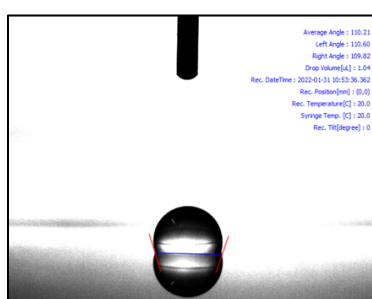 Average Angle : 110.21
Left Angle : 110.60
Right Angle : 109.82
Drop Volume[uL] : 1.04
Rec. DateTime : 2022-01-31 10:53:36.362
Rec. Position[mm] : (0,0)
Rec. Temperature[C] : 20.0
Syringe Temp. [C] : 20.0
Rec. Tilt[degree] : 0